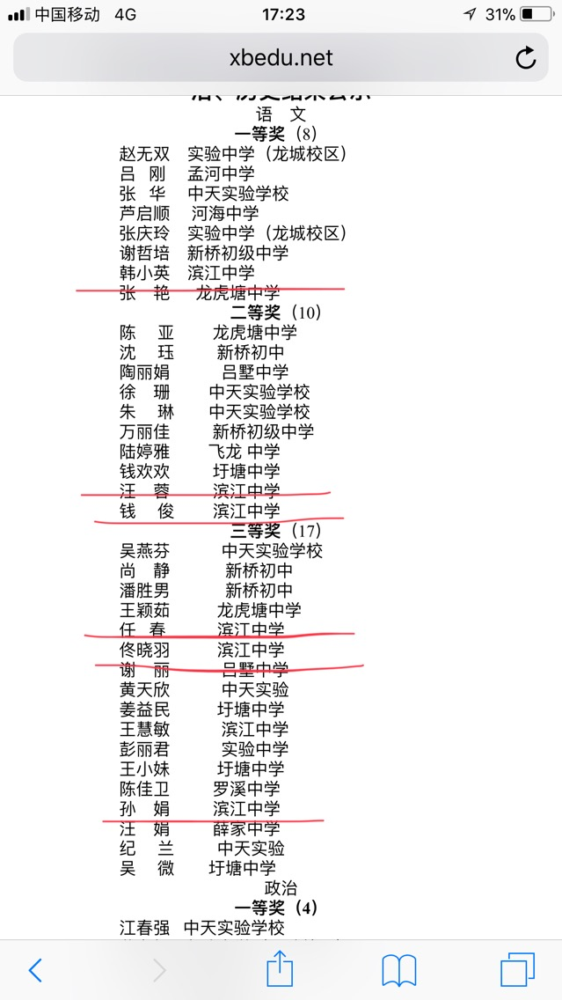 中国移动 4G 17:23 31%
xbedu.net
语 文
一等奖（8）
赵无双 实验中学（龙城校区）
吕 刚 孟河中学
张 华 中天实验学校
芦启顺 河海中学
张庆玲 实验中学（龙城校区）
谢哲培 新桥初级中学
韩小英 滨江中学
张 艳 龙虎塘中学
二等奖（10）
陈 亚 龙虎塘中学
沈 珏 新桥初中
陶丽娟 吕墅中学
徐 珊 中天实验学校
朱 琳 中天实验学校
万丽佳 新桥初级中学
陆婷雅 飞龙 中学
钱欢欢 圩塘中学
汪 蓉 滨江中学
钱 俊 滨江中学
三等奖（17）
吴燕芬 中天实验学校
尚 静 新桥初中
潘胜男 新桥初中
王颖茹 龙虎塘中学
任 春 滨江中学
佟晓羽 滨江中学
谢 丽 吕墅中学
黄天欣 中天实验
姜益民 圩塘中学
王慧敏 滨江中学
彭丽君 实验中学
王小妹 圩塘中学
陈佳卫 罗溪中学
孙 娟 滨江中学
汪 娟 薛家中学
纪 兰 中天实验
吴 微 圩塘中学
政治
一等奖（4）
江春强 中天实验学校